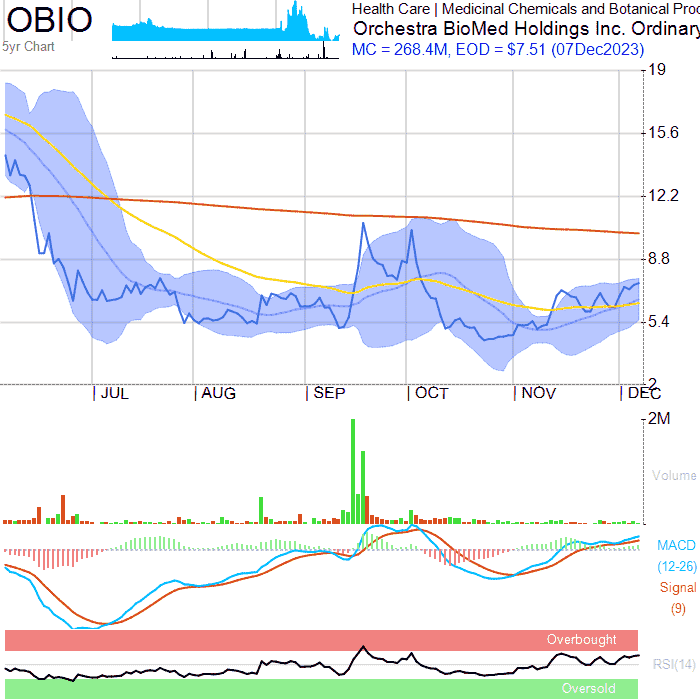 OBIO
5yr Chart
Health Care | Medicinal Chemicals and Botanical Proc
Orchestra BioMed Holdings Inc. Ordinary
MC = 268.4M, EOD = $7.51 (07Dec2023)
19
15.6
12.2
8.8
5.4
2
JUL AUG SEP OCT NOV DEC
2M
Volume
MACD
(12-26)
Signal
(9)
Overbought
RSI(14)
Oversold